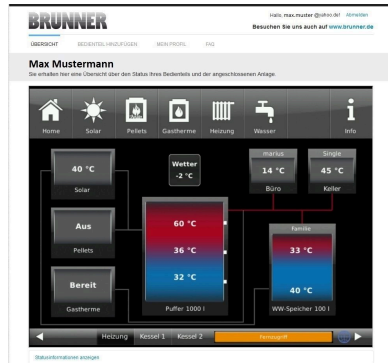 BRUNNER
Hallo, max.muster @yahoo.de! Abmelden
Besuchen Sie uns auch auf www.brunner.de
ÜBERSICHT BEDIENTEIL HINZUFÜGEN MEIN PROFIL FAQ
Max Mustermann
Sie erhalten hier eine Übersicht über den Status Ihres Bedienteils und der angeschlossenen Anlage.
Home Solar Pellets Gastherme Heizung Wasser Info
40 °C
Solar
Wetter
-2 °C
marius
14 °C
Büro
Single
45 °C
Keller
Aus
Pellets
60 °C
36 °C
32 °C
Puffer 1000 l
Familie
33 °C
40 °C
WW-Speicher 100 l
Bereit
Gastherme
Heizung Kessel 1 Kessel 2 Fernzugriff
Statusinformationen anzeigen